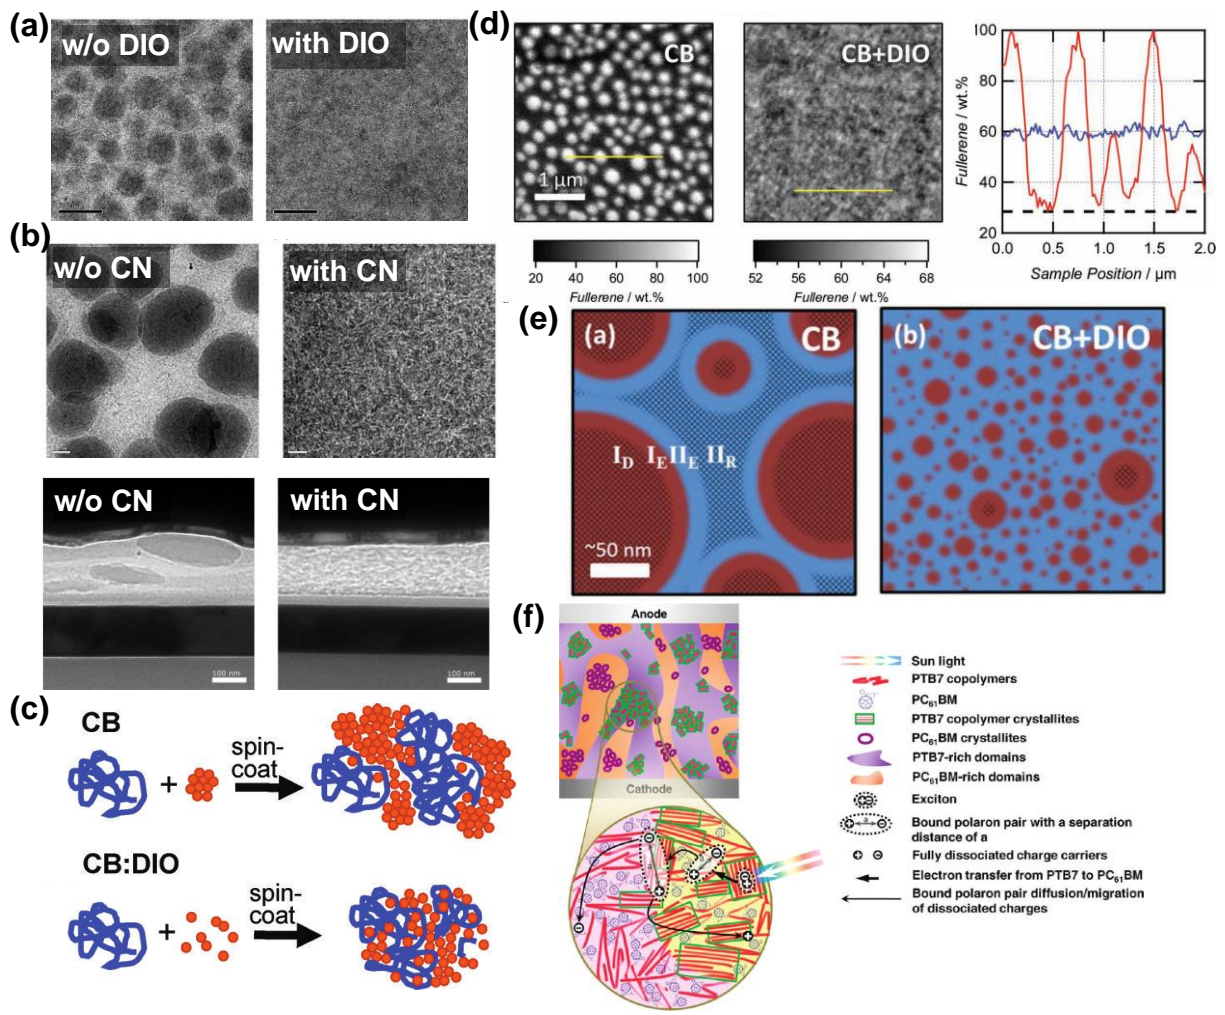 (a)
w/o DIO
with DIO
(b)
w/o CN
with CN
w/o CN
with CN
100 nm
100 nm
(c)
CB
+
spin-
coat
CB:DIO
+
spin-
coat
(d)
CB
1 µm
CB+DIO
20 40 60 80 100
Fullerene / wt.%
52 56 60 64 68
Fullerene / wt.%
Fullerene / wt.%
100
80
60
40
20
0.0 0.5 1.0 1.5 2.0
Sample Position / µm
(e)
(a)
CB
I_D I_E II_E II_R
~50 nm
(b)
CB+DIO
(f)
Anode
Cathode
Sun light
PTB7 copolymers
PC61BM
PTB7 copolymer crystallites
PC61BM crystallites
PTB7-rich domains
PC61BM-rich domains
Exciton
Bound polaron pair with a separation
distance of a
Fully dissociated charge carriers
Electron transfer from PTB7 to PC61BM
Bound polaron pair diffusion/migration
of dissociated charges